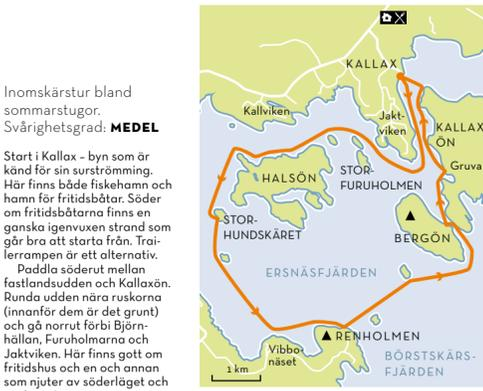 Inomskärstur bland
sommarstugor.
Svårighetsgrad: MEDEL
Start i Kallax – byn som är
känd för sin surströmming.
Här finns både fiskehamn och
hamn för fritidsbåtar. Söder
om fritidsbåtarna finns en
ganska igenvuxen strand som
går bra att starta från. Trai-
lerrampen är ett alternativ.
Paddla söderut mellan
fastlandsudden och Kallaxön.
Runda udden nära ruskorna
(innanför dem är det grunt)
och gå norrut förbi Björn-
hällan, Furuholmarna och
Jaktviken. Här finns gott om
fritidshus och en och annan
som njuter av söderläget och
KALLAX
Kallviken
Jakt-
viken
KALLAX
ÖN
Gruva
STOR-
FURUHOLMEN
HALSÖN
STOR-
HUNDSKÄRET
BERGÖN
ERSNÄSFJÄRDEN
RENHOLMEN
Vibbo-
näset
BÖRSTSKÄRS-
FJÄRDEN
1 km